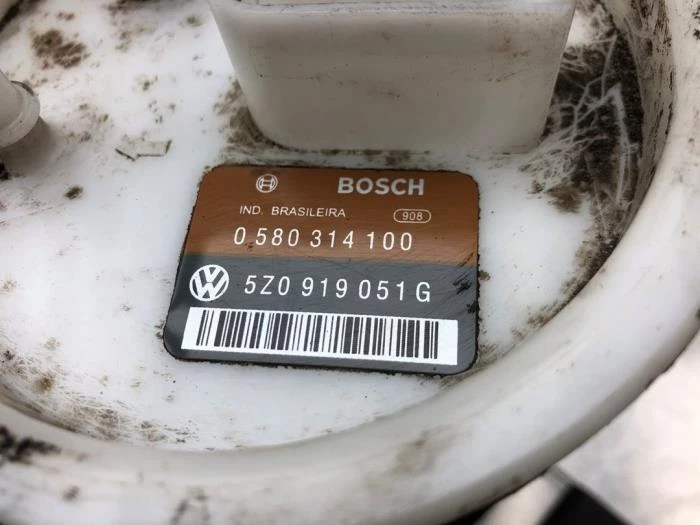 BOSCH
IND. BRASILEIRA 908
0 580 314 100
5Z0 919 051 G